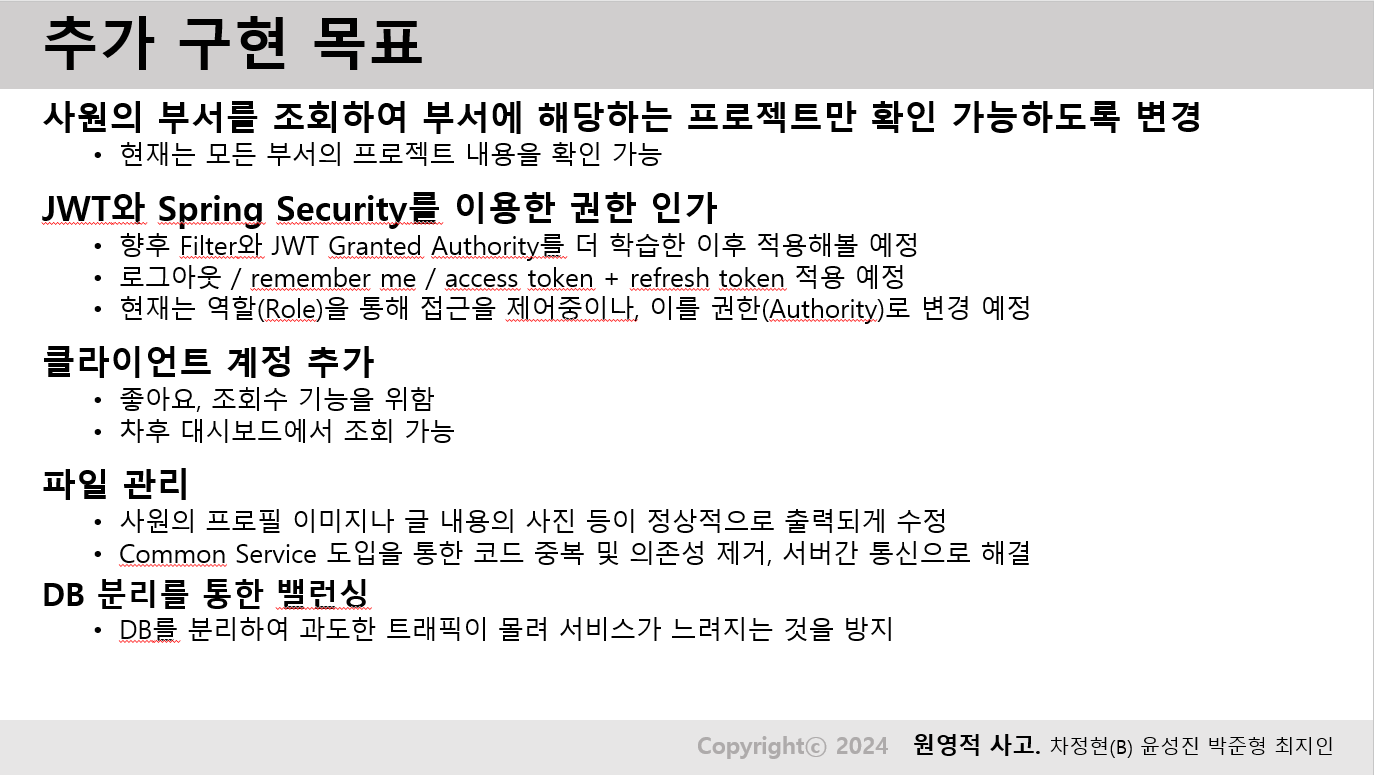 추가 구현 목표
사원의 부서를 조회하여 부서에 해당하는 프로젝트만 확인 가능하도록 변경
• 현재는 모든 부서의 프로젝트 내용을 확인 가능
JWT와 Spring Security를 이용한 권한 인가
• 향후 Filter와 JWT Granted Authority를 더 학습한 이후 적용해볼 예정
• 로그아웃 / remember me / access token + refresh token 적용 예정
• 현재는 역할(Role)을 통해 접근을 제어중이나, 이를 권한(Authority)로 변경 예정
클라이언트 계정 추가
• 좋아요, 조회수 기능을 위함
• 차후 대시보드에서 조회 가능
파일 관리
• 사원의 프로필 이미지나 글 내용의 사진 등이 정상적으로 출력되게 수정
• Common Service 도입을 통한 코드 중복 및 의존성 제거, 서버간 통신으로 해결
DB 분리를 통한 밸런싱
• DB를 분리하여 과도한 트래픽이 몰려 서비스가 느려지는 것을 방지
Copyrightⓒ 2024 원영적 사고. 차정현(B) 윤성진 박준형 최지인